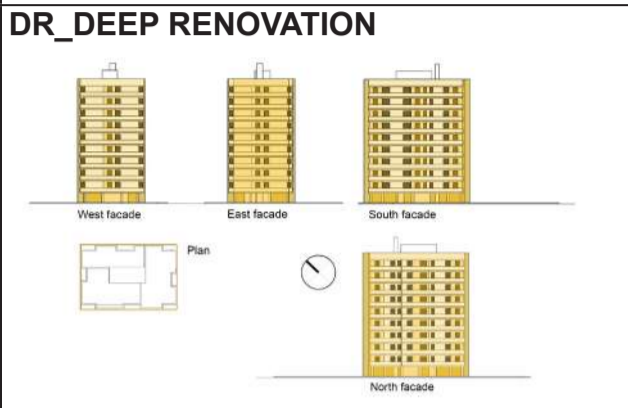 DR_DEEP RENOVATION
West facade
East facade
South facade
Plan
North facade